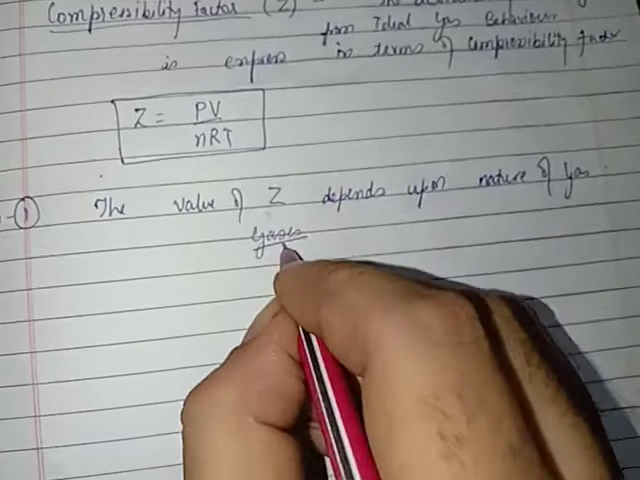 Compressibility Factor (Z)
from Ideal gas Behaviour
is expres in terms of compressibility factor
Z = PV
nRT
① The value of Z depends upon nature of gas.
gases